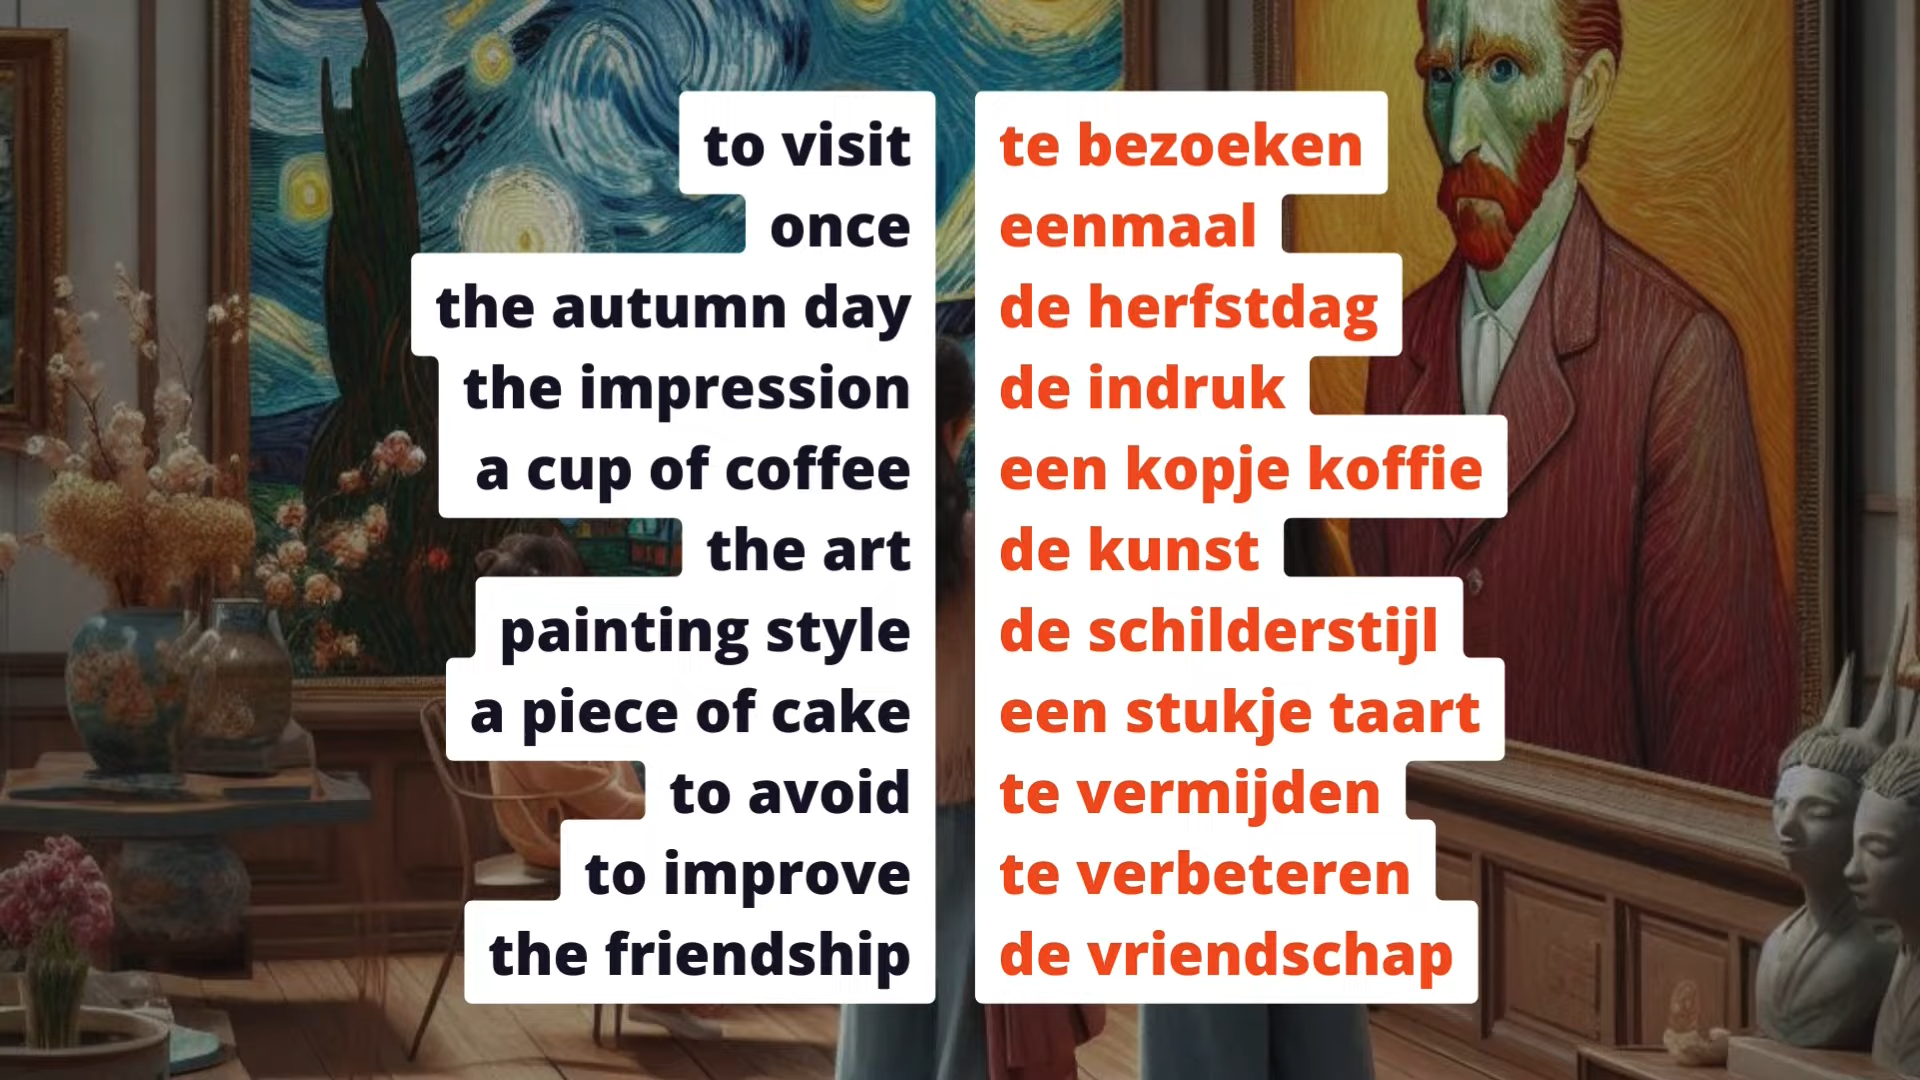 to visit te bezoeken
once eenmaal
the autumn day de herfstdag
the impression de indruk
a cup of coffee een kopje koffie
the art de kunst
painting style de schilderstijl
a piece of cake een stukje taart
to avoid te vermijden
to improve te verbeteren
the friendship de vriendschap